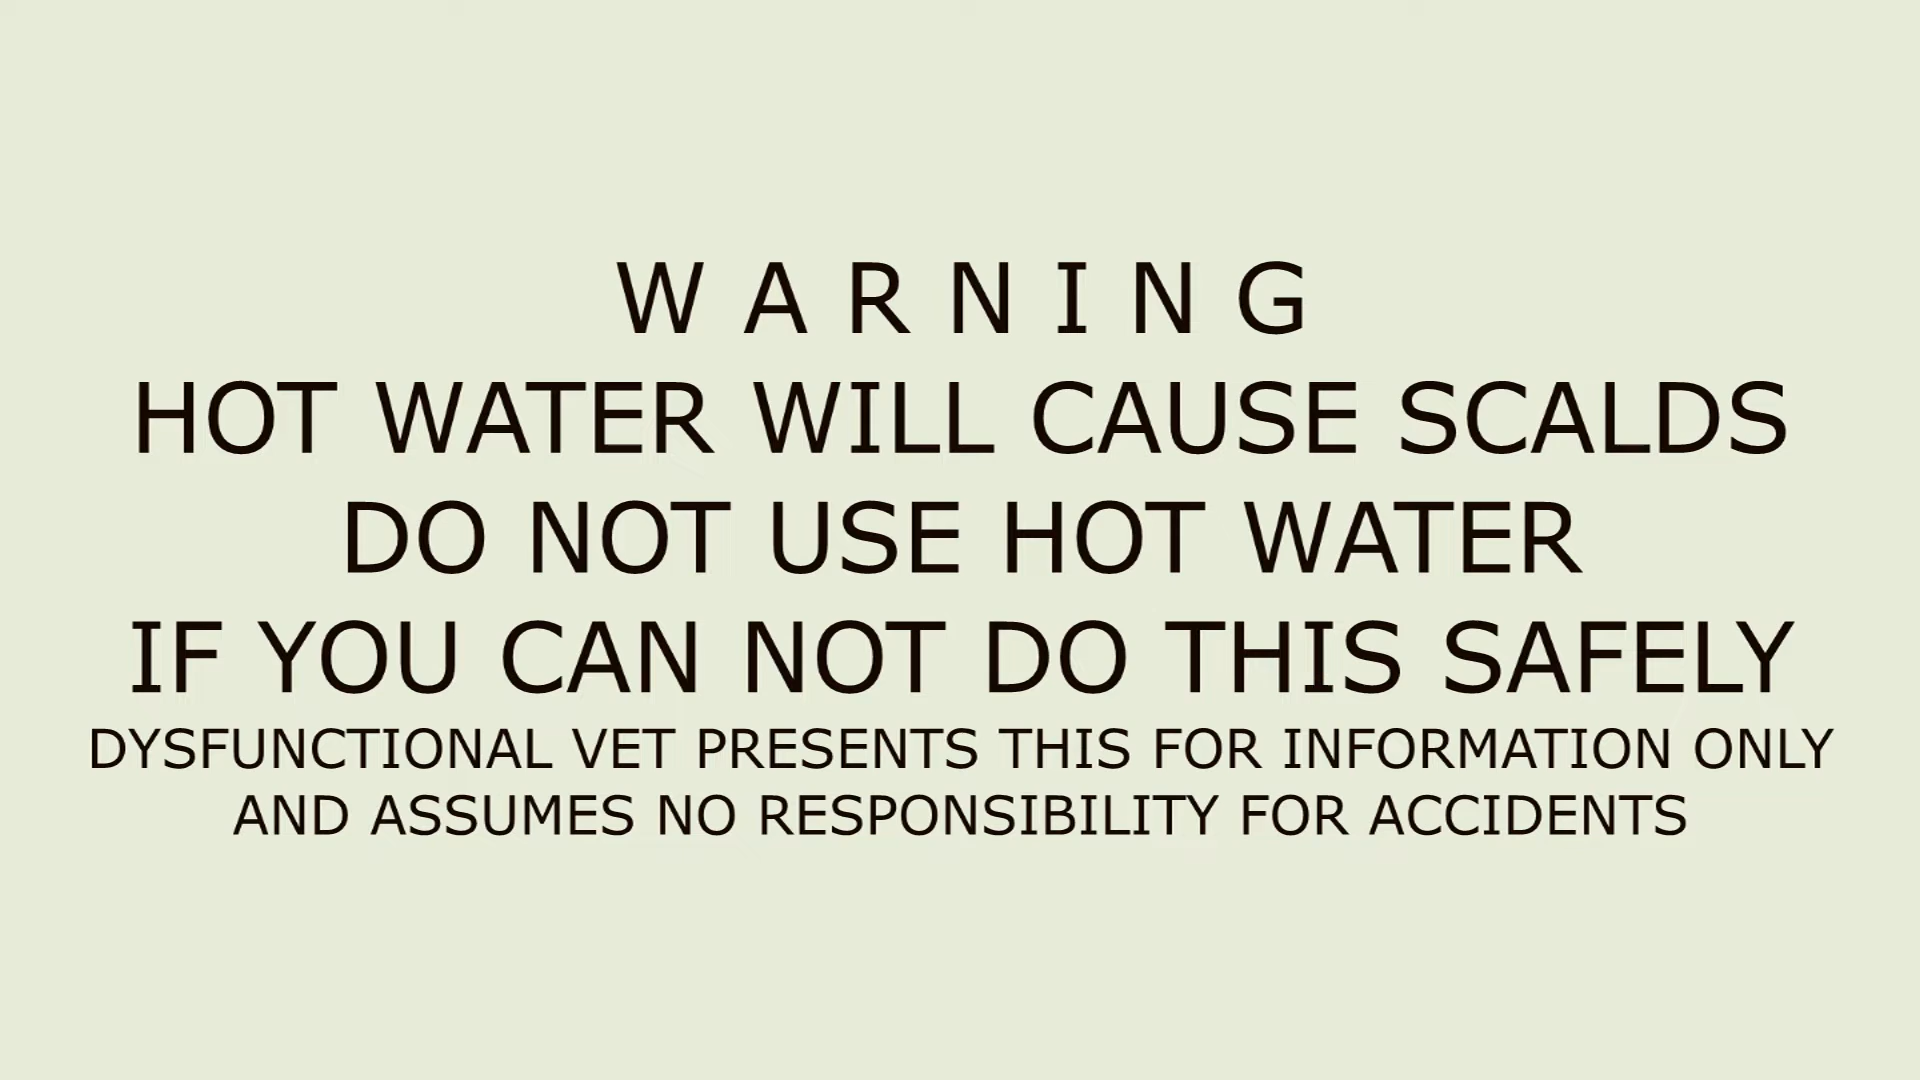 W A R N I N G
HOT WATER WILL CAUSE SCALDS
DO NOT USE HOT WATER
IF YOU CAN NOT DO THIS SAFELY
DYSFUNCTIONAL VET PRESENTS THIS FOR INFORMATION ONLY
AND ASSUMES NO RESPONSIBILITY FOR ACCIDENTS